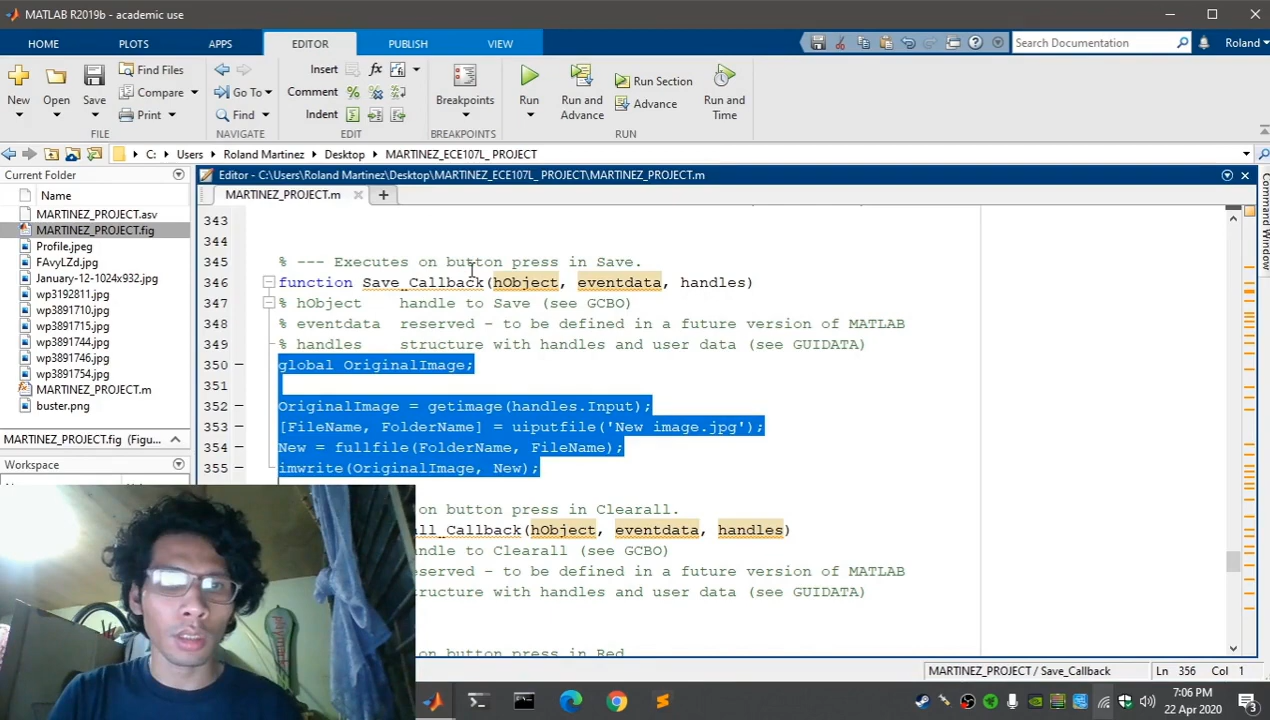 MATLAB R2019b - academic use
HOME PLOTS APPS EDITOR PUBLISH VIEW Search Documentation Roland
New Open Save Find Files Compare Print
Go To Find
Insert Comment Indent
Breakpoints
Run Run and Advance Run Section Advance Run and Time
FILE NAVIGATE EDIT BREAKPOINTS RUN
C: Users Roland Martinez Desktop MARTINEZ_ECE107L_ PROJECT
Current Folder
Name
MARTINEZ_PROJECT.asv
MARTINEZ_PROJECT.fig
Profile.jpeg
FAvyLZd.jpg
January-12-1024x932.jpg
wp3192811.jpg
wp3891710.jpg
wp3891715.jpg
wp3891744.jpg
wp3891746.jpg
wp3891754.jpg
MARTINEZ_PROJECT.m
buster.png
MARTINEZ_PROJECT.fig (Figu...
Workspace
Editor - C:\Users\Roland Martinez\Desktop\MARTINEZ_ECE107L_ PROJECT\MARTINEZ_PROJECT.m
MARTINEZ_PROJECT.m
Command Window
343
344
345 % --- Executes on button press in Save.
346 function Save_Callback(hObject, eventdata, handles)
347 % hObject    handle to Save (see GCBO)
348 % eventdata  reserved - to be defined in a future version of MATLAB
349 % handles    structure with handles and user data (see GUIDATA)
350 global OriginalImage;
351
352 OriginalImage = getimage(handles.Input);
353 [FileName, FolderName] = uiputfile('New image.jpg');
354 New = fullfile(FolderName, FileName);
355 imwrite(OriginalImage, New);
on button press in Clearall.
all_Callback(hObject, eventdata, handles)
ndle to Clearall (see GCBO)
eserved - to be defined in a future version of MATLAB
ructure with handles and user data (see GUIDATA)
on button press in Red
MARTINEZ_PROJECT / Save_Callback Ln 356 Col 1
7:06 PM
22 Apr 2020